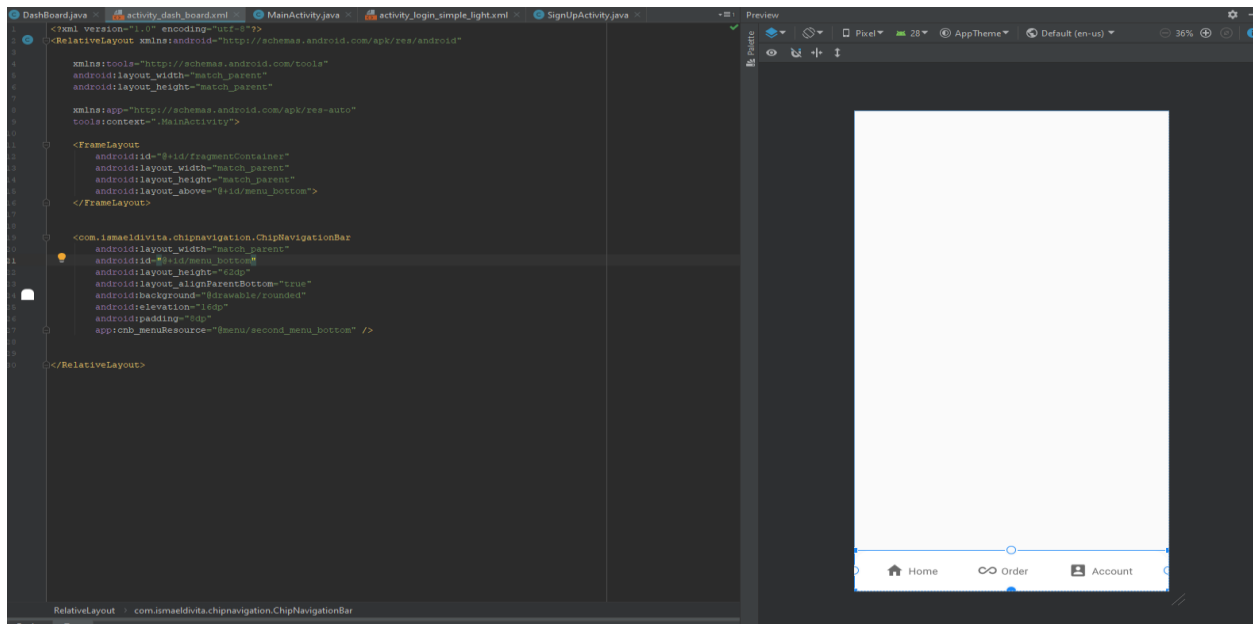 DashBoard.java activity_dash_board.xml MainActivity.java activity_login_simple_light.xml SignUpActivity.java Preview
Palette
Pixel 28 AppTheme Default (en-us) 36%
<?xml version="1.0" encoding="utf-8"?>
<RelativeLayout xmlns:android="http://schemas.android.com/apk/res/android"
xmlns:tools="http://schemas.android.com/tools"
android:layout_width="match_parent"
android:layout_height="match_parent"
xmlns:app="http://schemas.android.com/apk/res-auto"
tools:context=".MainActivity">
<FrameLayout
android:id="@+id/fragmentContainer"
android:layout_width="match_parent"
android:layout_height="match_parent"
android:layout_above="@+id/menu_bottom">
</FrameLayout>
<com.ismaeldivita.chipnavigation.ChipNavigationBar
android:layout_width="match_parent"
android:id="@+id/menu_bottom"
android:layout_height="62dp"
android:layout_alignParentBottom="true"
android:background="@drawable/rounded"
android:elevation="16dp"
android:padding="8dp"
app:cnb_menuResource="@menu/second_menu_bottom" />
</RelativeLayout>
Home Order Account
RelativeLayout com.ismaeldivita.chipnavigation.ChipNavigationBar